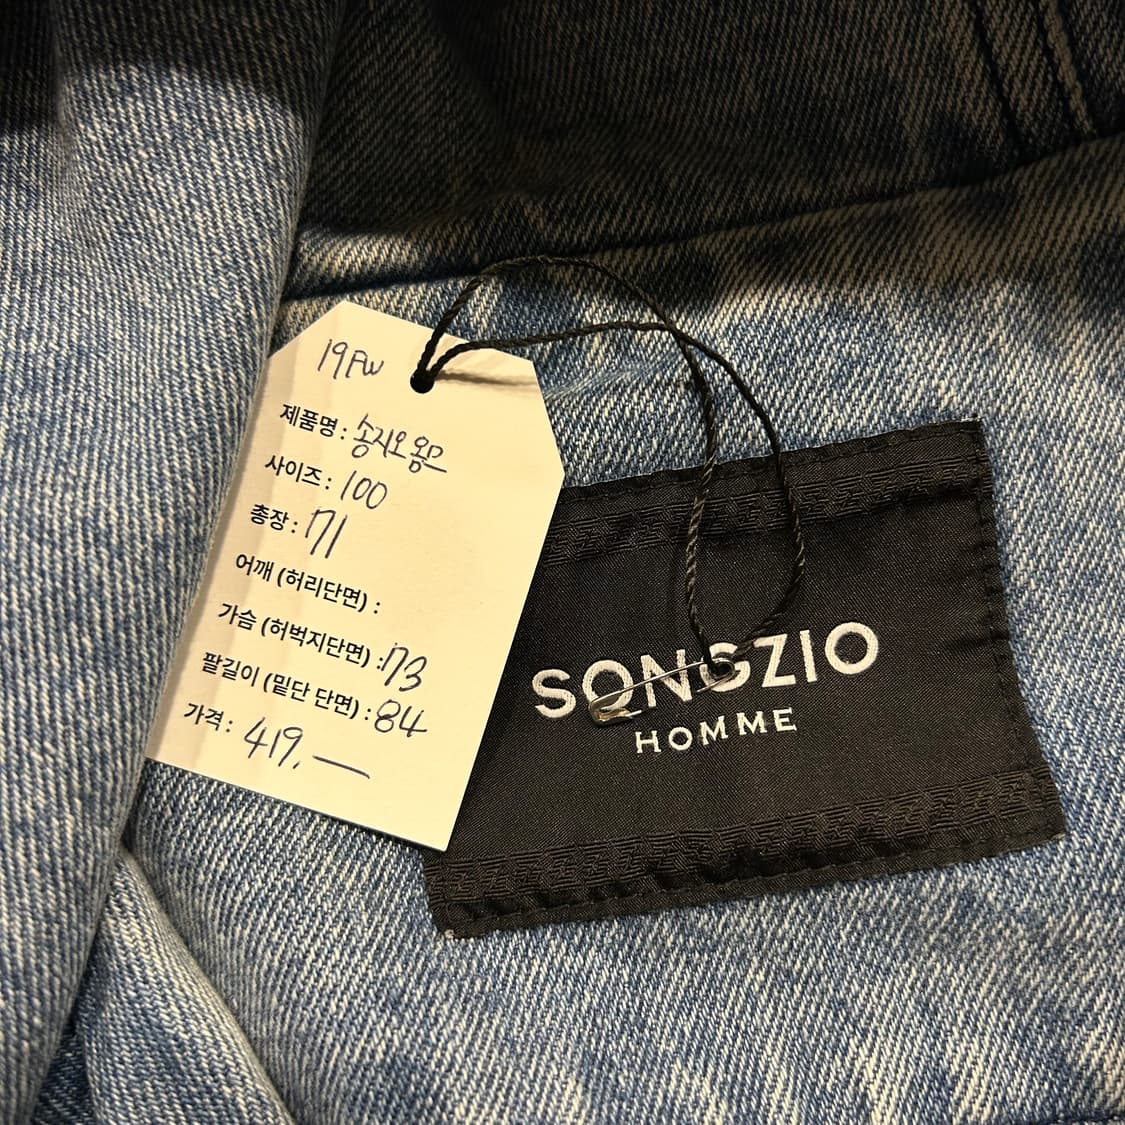 19FW
제품명 : 송지오옴므
사이즈 : 100
총장 : 71
어깨 (허리단면) :
가슴 (허벅지단면) : 73
팔길이 (밑단 단면) : 84
가격 : 419.—
SONGZIO
HOMME